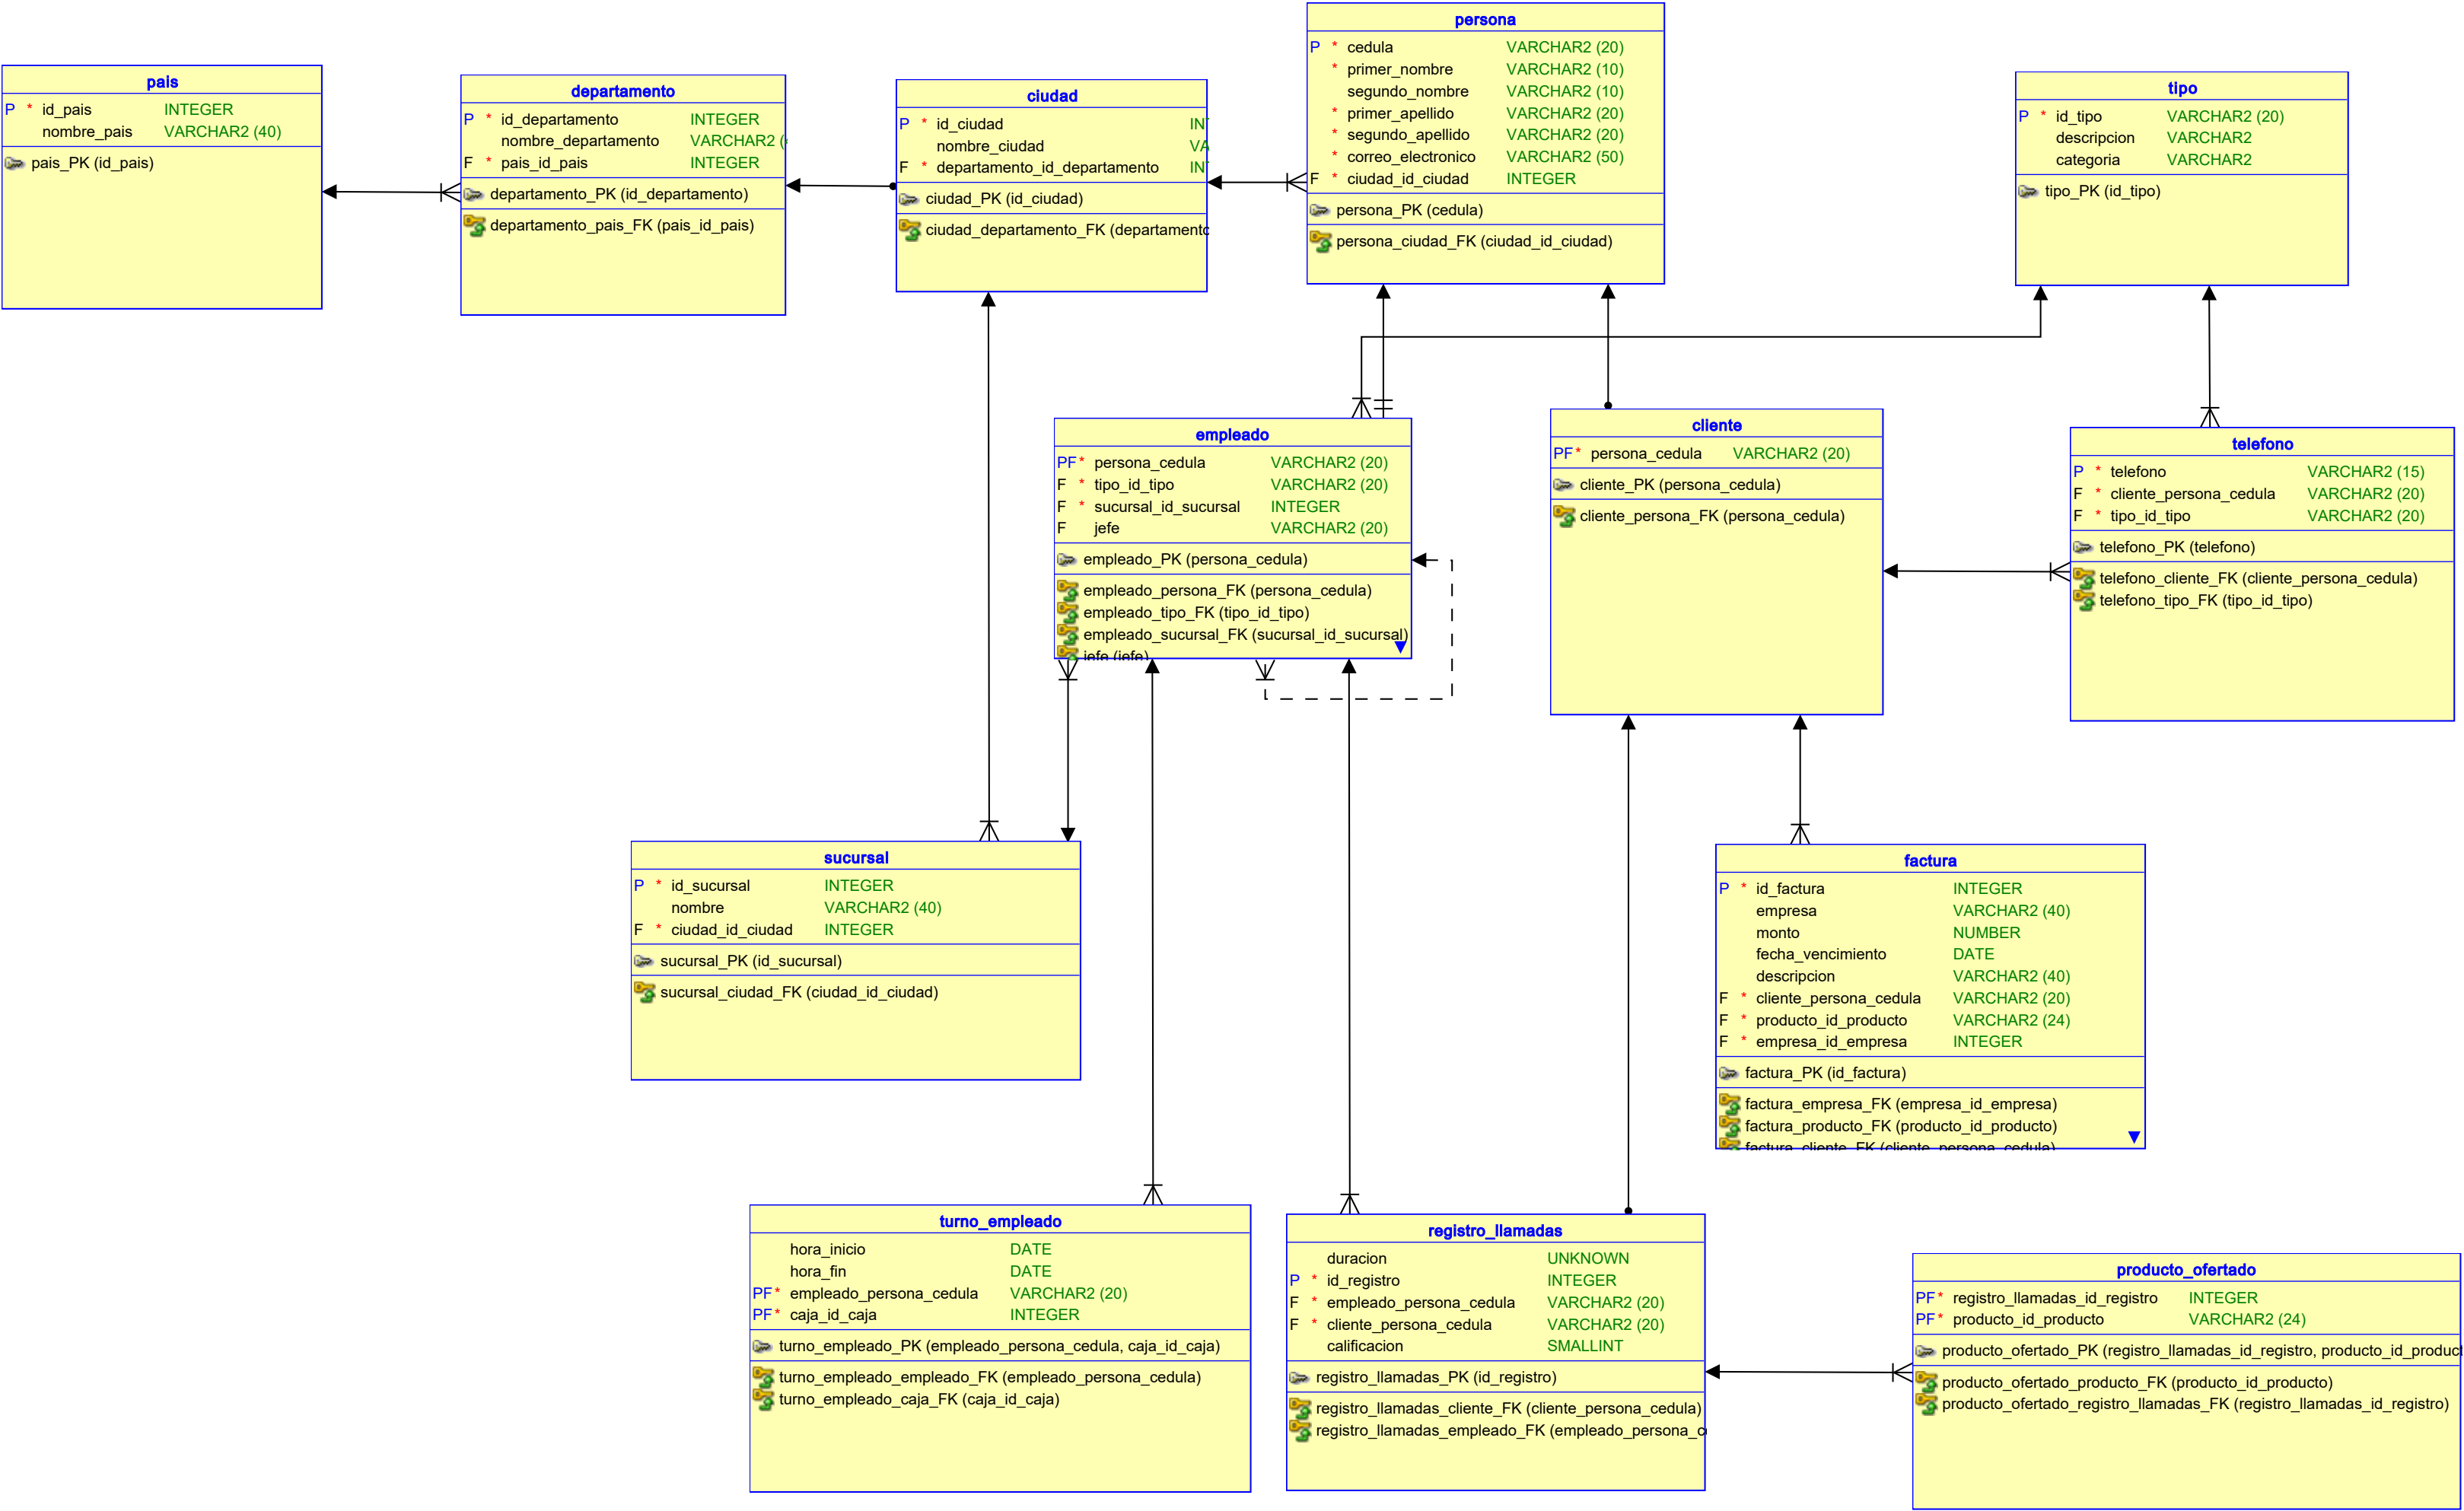 pais
P * id_pais INTEGER
nombre_pais VARCHAR2 (40)
pais_PK (id_pais)
departamento
P * id_departamento INTEGER
nombre_departamento VARCHAR2 (
F * pais_id_pais INTEGER
departamento_PK (id_departamento)
departamento_pais_FK (pais_id_pais)
ciudad
P * id_ciudad
nombre_ciudad
F * departamento_id_departamento
ciudad_PK (id_ciudad)
ciudad_departamento_FK (departamento
persona
P * cedula VARCHAR2 (20)
* primer_nombre VARCHAR2 (10)
segundo_nombre VARCHAR2 (10)
* primer_apellido VARCHAR2 (20)
* segundo_apellido VARCHAR2 (20)
* correo_electronico VARCHAR2 (50)
F * ciudad_id_ciudad INTEGER
persona_PK (cedula)
persona_ciudad_FK (ciudad_id_ciudad)
tipo
P * id_tipo VARCHAR2 (20)
descripcion VARCHAR2
categoria VARCHAR2
tipo_PK (id_tipo)
empleado
PF* persona_cedula VARCHAR2 (20)
F * tipo_id_tipo VARCHAR2 (20)
F * sucursal_id_sucursal INTEGER
F jefe VARCHAR2 (20)
empleado_PK (persona_cedula)
empleado_persona_FK (persona_cedula)
empleado_tipo_FK (tipo_id_tipo)
empleado_sucursal_FK (sucursal_id_sucursal)
jefe (jefe)
cliente
PF* persona_cedula VARCHAR2 (20)
cliente_PK (persona_cedula)
cliente_persona_FK (persona_cedula)
telefono
P * telefono VARCHAR2 (15)
F * cliente_persona_cedula VARCHAR2 (20)
F * tipo_id_tipo VARCHAR2 (20)
telefono_PK (telefono)
telefono_cliente_FK (cliente_persona_cedula)
telefono_tipo_FK (tipo_id_tipo)
sucursal
P * id_sucursal INTEGER
nombre VARCHAR2 (40)
F * ciudad_id_ciudad INTEGER
sucursal_PK (id_sucursal)
sucursal_ciudad_FK (ciudad_id_ciudad)
factura
P * id_factura INTEGER
empresa VARCHAR2 (40)
monto NUMBER
fecha_vencimiento DATE
descripcion VARCHAR2 (40)
F * cliente_persona_cedula VARCHAR2 (20)
F * producto_id_producto VARCHAR2 (24)
F * empresa_id_empresa INTEGER
factura_PK (id_factura)
factura_empresa_FK (empresa_id_empresa)
factura_producto_FK (producto_id_producto)
factura_cliente_FK (cliente_persona_cedula)
turno_empleado
hora_inicio DATE
hora_fin DATE
PF* empleado_persona_cedula VARCHAR2 (20)
PF* caja_id_caja INTEGER
turno_empleado_PK (empleado_persona_cedula, caja_id_caja)
turno_empleado_empleado_FK (empleado_persona_cedula)
turno_empleado_caja_FK (caja_id_caja)
registro_llamadas
duracion UNKNOWN
P * id_registro INTEGER
F * empleado_persona_cedula VARCHAR2 (20)
F * cliente_persona_cedula VARCHAR2 (20)
calificacion SMALLINT
registro_llamadas_PK (id_registro)
registro_llamadas_cliente_FK (cliente_persona_cedula)
registro_llamadas_empleado_FK (empleado_persona_c
producto_ofertado
PF* registro_llamadas_id_registro INTEGER
PF* producto_id_producto VARCHAR2 (24)
producto_ofertado_PK (registro_llamadas_id_registro, producto_id_produc
producto_ofertado_producto_FK (producto_id_producto)
producto_ofertado_registro_llamadas_FK (registro_llamadas_id_registro)